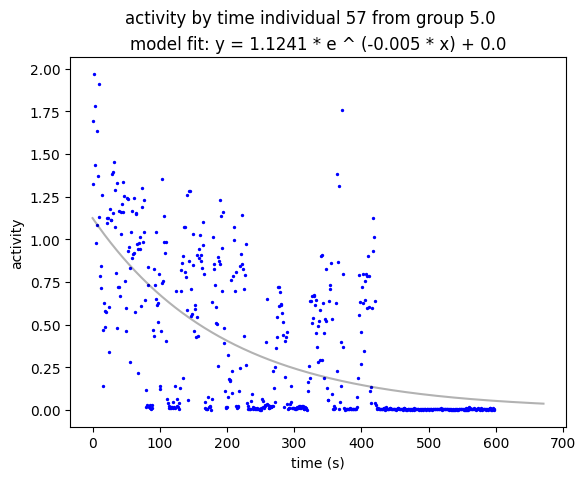 activity by time individual 57 from group 5.0
model fit: y = 1.1241 * e ^ (-0.005 * x) + 0.0
2.00
1.75
1.50
1.25
1.00
0.75
0.50
0.25
0.00
activity
0 100 200 300 400 500 600 700
time (s)